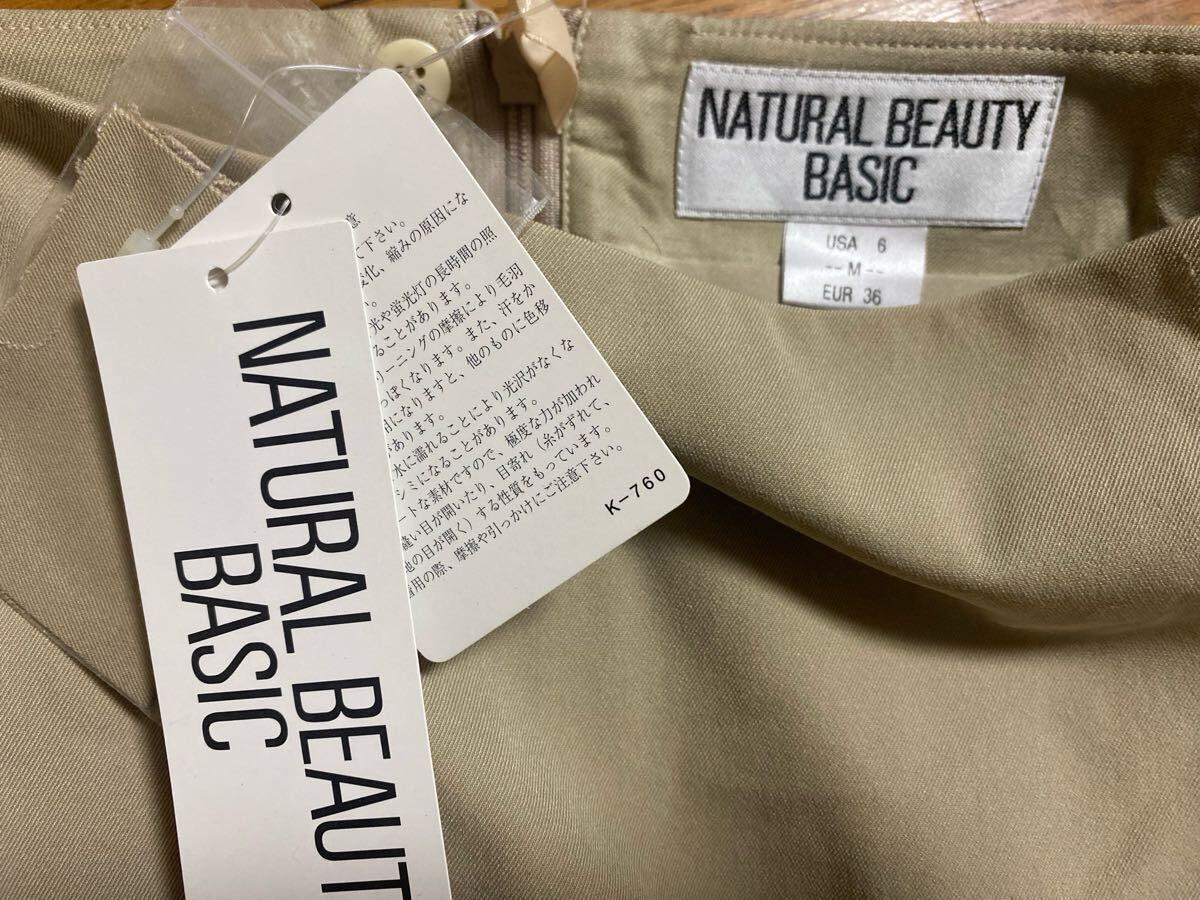 NATURAL BEAUTY
BASIC
USA 6
-- M --
EUR 36
意
て下さい。
化、縮みの原因にな
い。
光や蛍光灯の長時間の照
ることがあります。
リーニングの摩擦により毛羽
っぽくなります。また、汗をか
用になりますと、他のものに色移
があります。
水に濡れることにより光沢がなくな
シミになることがあります。
ートな素材ですので、極度な力が加われ
縫い目が開いたり、目寄れ（糸がずれて、
地の目が開く）する性質をもっています。
着用の際、摩擦や引っかけにご注意下さい。
K-760
NATURAL BEAUT
BASIC